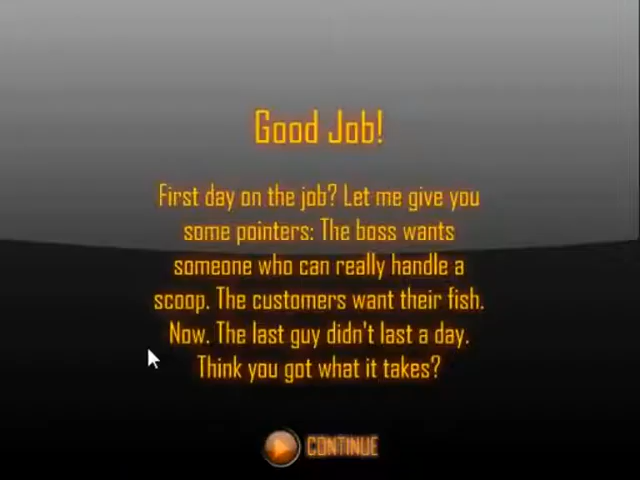 Good Job!
First day on the job? Let me give you
some pointers: The boss wants
someone who can really handle a
scoop. The customers want their fish.
Now. The last guy didn't last a day.
Think you got what it takes?
CONTINUE